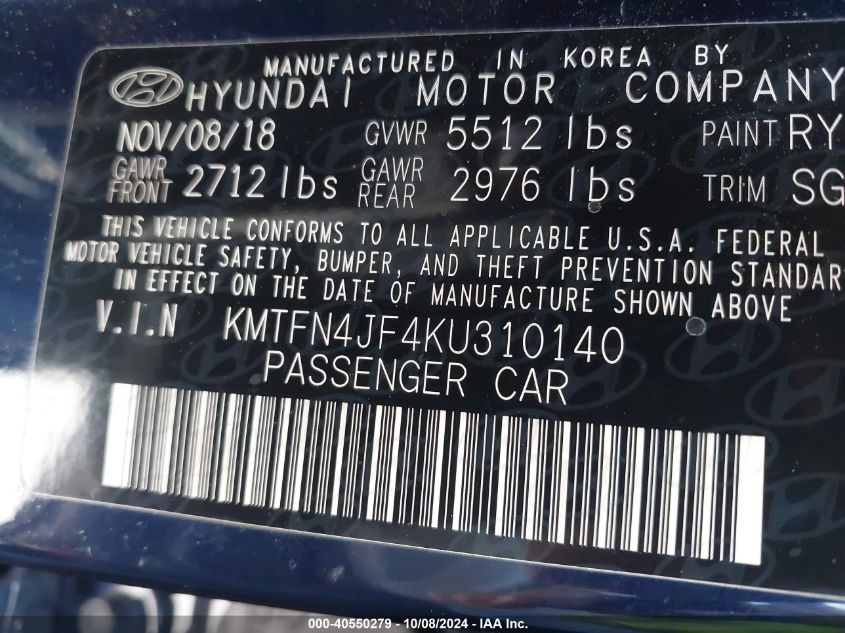 MANUFACTURED IN KOREA BY
HYUNDAI MOTOR COMPANY
NOV/08/18 GVWR 5512 lbs PAINT RY
GAWR FRONT 2712 lbs GAWR REAR 2976 lbs TRIM SG
THIS VEHICLE CONFORMS TO ALL APPLICABLE U.S.A. FEDERAL
MOTOR VEHICLE SAFETY, BUMPER, AND THEFT PREVENTION STANDAR
IN EFFECT ON THE DATE OF MANUFACTURE SHOWN ABOVE
V.I.N KMTFN4JF4KU310140
PASSENGER CAR
000-40550279 - 10/08/2024 - IAA Inc.